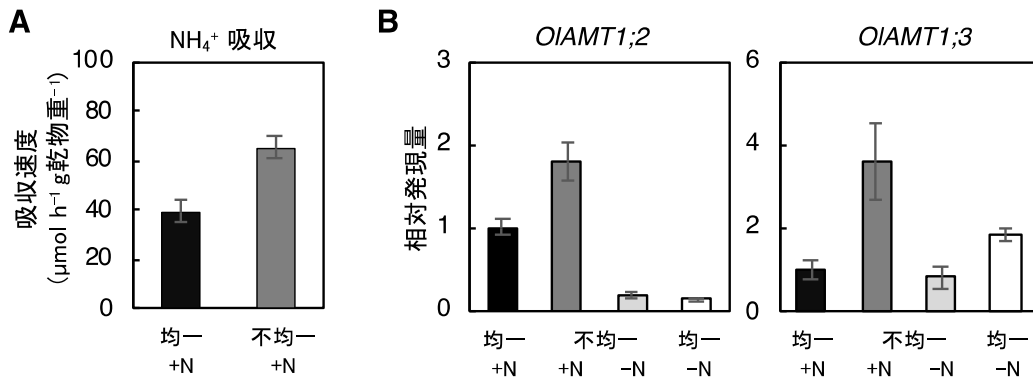 A
NH₄⁺ 吸収
吸収速度
(μmol h⁻¹ g乾物重⁻¹)
100
80
60
40
20
0
均一 不均一
+N +N
B
OlAMT1;2
相対発現量
3
2
1
0
均一 不均一 均一
+N +N −N −N
OlAMT1;3
6
4
2
0
均一 不均一 均一
+N +N −N −N